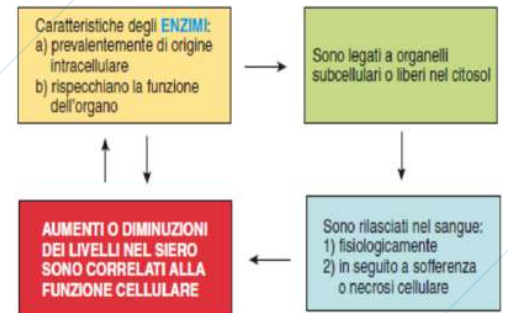 Caratteristiche degli ENZIMI:
a) prevalentemente di origine
intracellulare
b) rispecchiano la funzione
dell'organo
Sono legati a organelli
subcellulari o liberi nel citosol
AUMENTI O DIMINUZIONI
DEI LIVELLI NEL SIERO
SONO CORRELATI ALLA
FUNZIONE CELLULARE
Sono rilasciati nel sangue:
1) fisiologicamente
2) in seguito a sofferenza
o necrosi cellulare